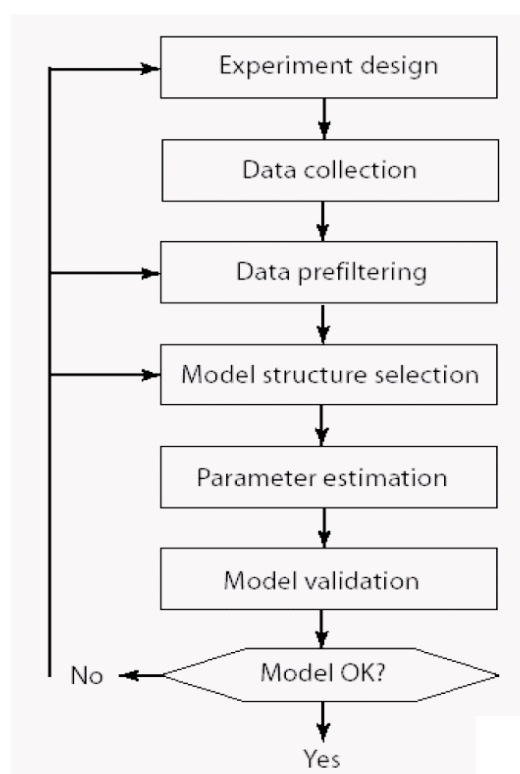 Experiment design
Data collection
Data prefiltering
Model structure selection
Parameter estimation
Model validation
Model OK?
No
Yes